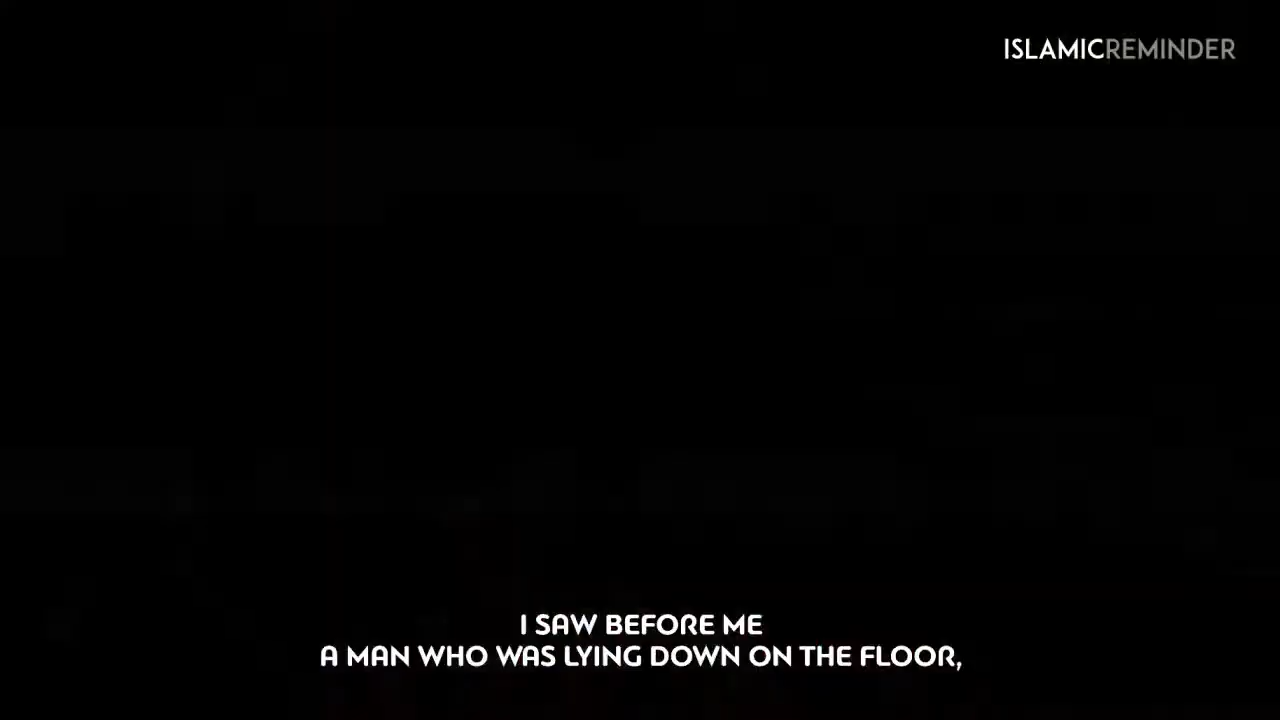 ISLAMICREMINDER
I SAW BEFORE ME
A MAN WHO WAS LYING DOWN ON THE FLOOR,